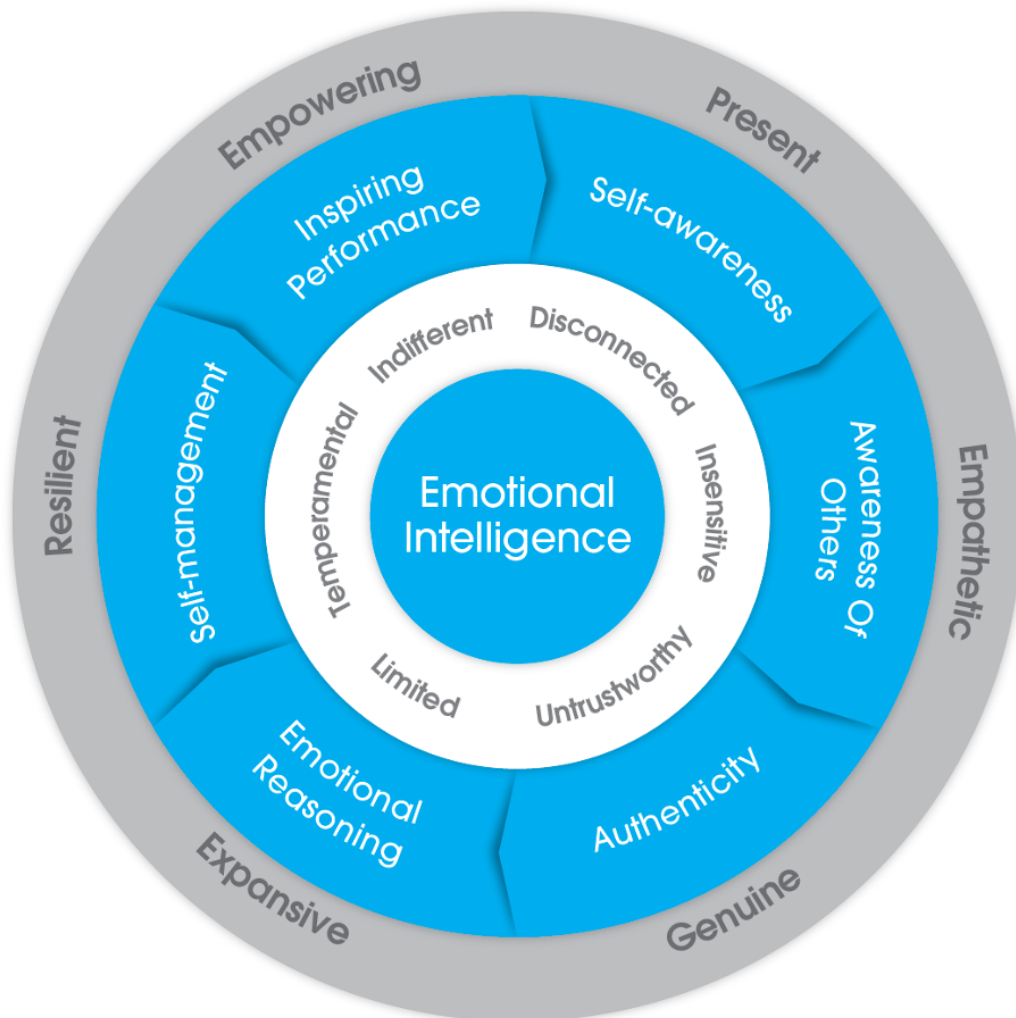 Empowering
Present
Inspiring
Performance
Self-awareness
Indifferent
Disconnected
Resilient
Self-management
Temperamental
Emotional
Intelligence
Insensitive
Awareness Of
Others
Empathetic
Limited
Untrustworthy
Emotional
Reasoning
Authenticity
Expansive
Genuine